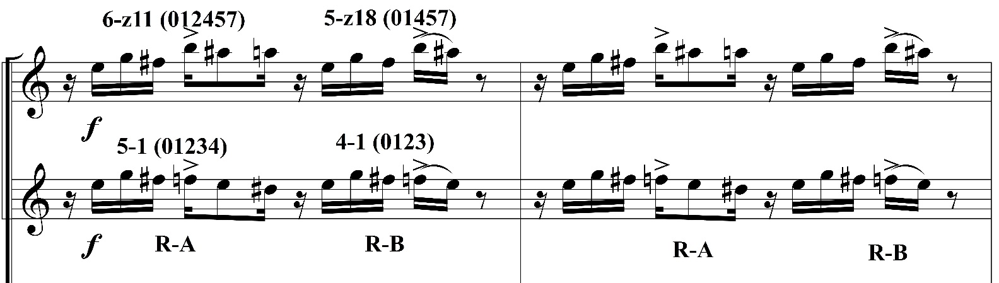 6-z11 (012457) 5-z18 (01457)
f
5-1 (01234) 4-1 (0123)
f R-A R-B R-A R-B